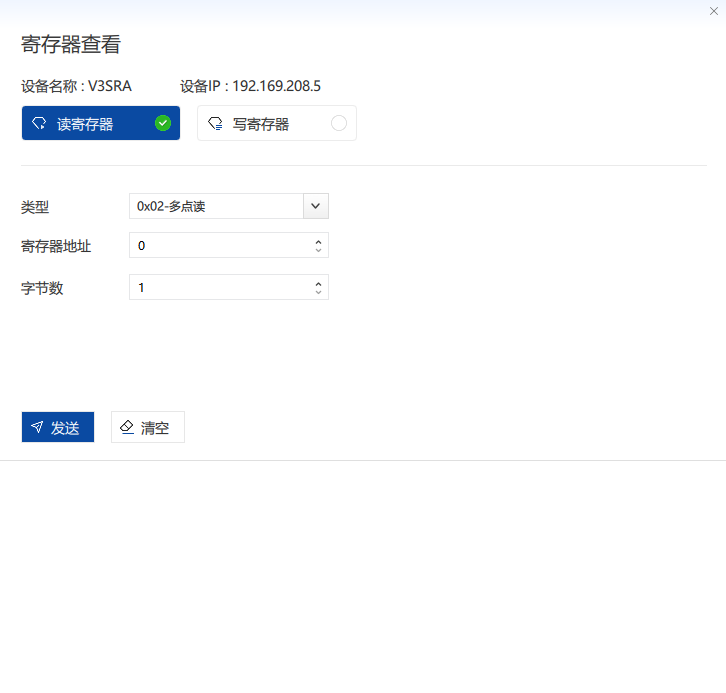 寄存器查看
设备名称 : V3SRA 设备IP : 192.169.208.5
读寄存器 写寄存器
类型 0x02-多点读
寄存器地址 0
字节数 1
发送 清空